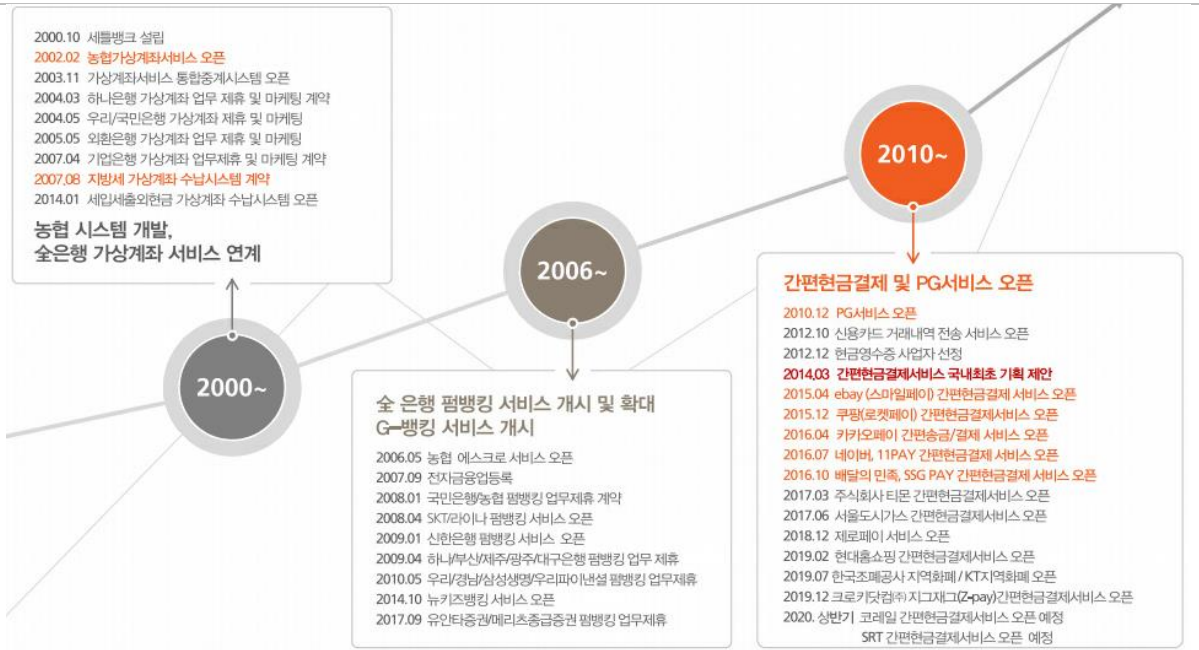 2000.10 세틀뱅크 설립
2002.02 농협가상계좌서비스 오픈
2003.11 가상계좌서비스 통합중계시스템 오픈
2004.03 하나은행 가상계좌 업무 제휴 및 마케팅 계약
2004.05 우리/국민은행 가상계좌 제휴 및 마케팅
2005.05 외환은행 가상계좌 업무 제휴 및 마케팅
2007.04 기업은행 가상계좌 업무제휴 및 마케팅 계약
2007.08 지방세 가상계좌 수납시스템 계약
2014.01 세입세출외현금 가상계좌 수납시스템 오픈
농협 시스템 개발,
全은행 가상계좌 서비스 연계
2000~
2006~
全 은행 펌뱅킹 서비스 개시 및 확대
G-뱅킹 서비스 개시
2006.05 농협 에스크로 서비스 오픈
2007.09 전자금융업등록
2008.01 국민은행/농협 펌뱅킹 업무제휴 계약
2008.04 SKT/라이나 펌뱅킹 서비스 오픈
2009.01 신한은행 펌뱅킹 서비스 오픈
2009.04 하나/부산/제주/광주/대구은행 펌뱅킹 업무 제휴
2010.05 우리/경남/삼성생명/우리파이낸셜 펌뱅킹 업무제휴
2014.10 뉴키즈뱅킹 서비스 오픈
2017.09 유안타증권/메리츠종급증권 펌뱅킹 업무제휴
2010~
간편현금결제 및 PG서비스 오픈
2010.12 PG서비스 오픈
2012.10 신용카드 거래내역 전송 서비스 오픈
2012.12 현금영수증 사업자 선정
2014.03 간편현금결제서비스 국내최초 기획 제안
2015.04 ebay (스마일페이) 간편현금결제 서비스 오픈
2015.12 쿠팡(로켓페이) 간편현금결제서비스 오픈
2016.04 카카오페이 간편송금/결제 서비스 오픈
2016.07 네이버, 11PAY 간편현금결제 서비스 오픈
2016.10 배달의 민족, SSG PAY 간편현금결제 서비스 오픈
2017.03 주식회사 티몬 간편현금결제서비스 오픈
2017.06 서울도시가스 간편현금결제서비스 오픈
2018.12 제로페이 서비스 오픈
2019.02 현대홈쇼핑 간편현금결제서비스 오픈
2019.07 한국조폐공사 지역화폐 / KT지역화폐 오픈
2019.12 크로키닷컴㈜ 지그재그(Z-pay)간편현금결제서비스 오픈
2020. 상반기 코레일 간편현금결제서비스 오픈 예정
SRT 간편현금결제서비스 오픈 예정